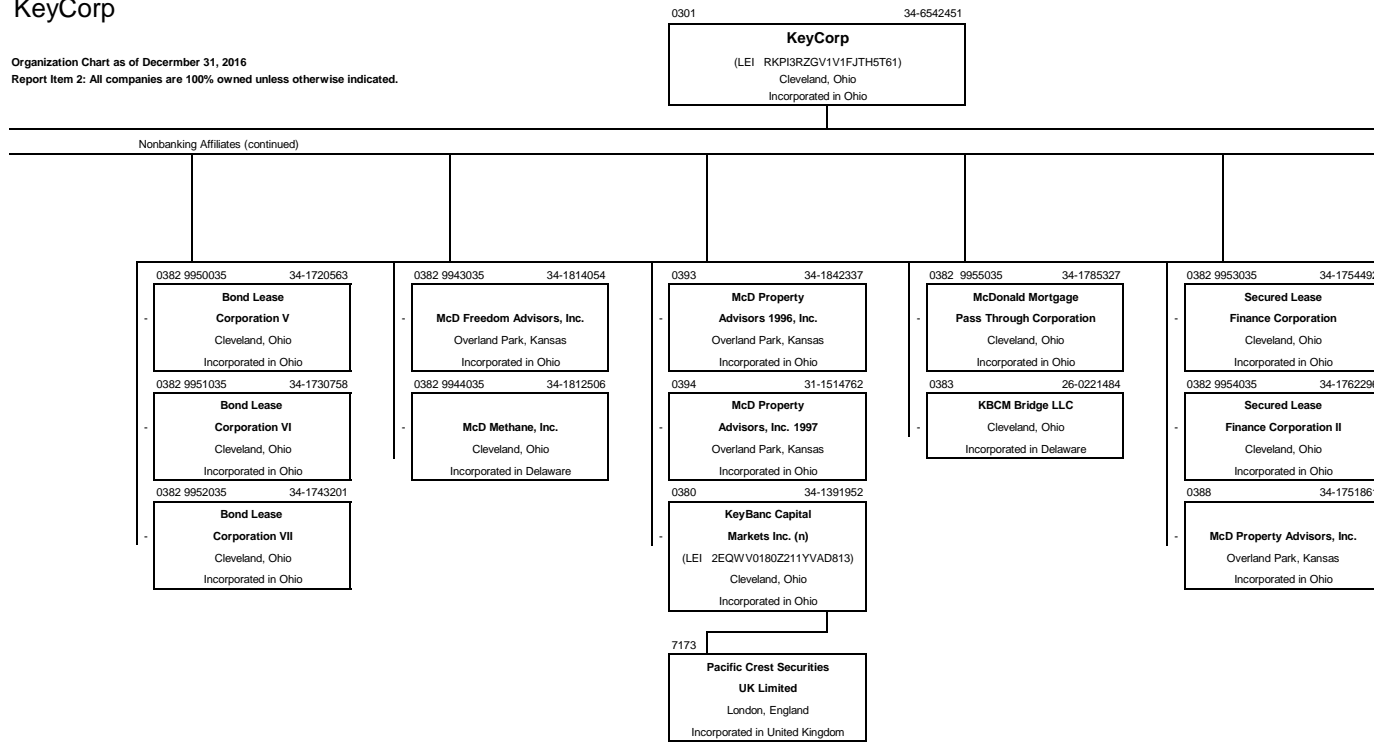 KeyCorp
0301 34-6542451
KeyCorp
(LEI RKPI3RZGV1V1FJTH5T61)
Cleveland, Ohio
Incorporated in Ohio
Organization Chart as of Decermber 31, 2016
Report Item 2: All companies are 100% owned unless otherwise indicated.
Nonbanking Affiliates (continued)
0382 9950035 34-1720563
Bond Lease
Corporation V
Cleveland, Ohio
Incorporated in Ohio
0382 9951035 34-1730758
Bond Lease
Corporation VI
Cleveland, Ohio
Incorporated in Ohio
0382 9952035 34-1743201
Bond Lease
Corporation VII
Cleveland, Ohio
Incorporated in Ohio
0382 9943035 34-1814054
McD Freedom Advisors, Inc.
Overland Park, Kansas
Incorporated in Ohio
0382 9944035 34-1812506
McD Methane, Inc.
Cleveland, Ohio
Incorporated in Delaware
0393 34-1842337
McD Property
Advisors 1996, Inc.
Overland Park, Kansas
Incorporated in Ohio
0394 31-1514762
McD Property
Advisors, Inc. 1997
Overland Park, Kansas
Incorporated in Ohio
0380 34-1391952
KeyBanc Capital
Markets Inc. (n)
(LEI 2EQWV0180Z211YVAD813)
Cleveland, Ohio
Incorporated in Ohio
7173
Pacific Crest Securities
UK Limited
London, England
Incorporated in United Kingdom
0382 9955035 34-1785327
McDonald Mortgage
Pass Through Corporation
Cleveland, Ohio
Incorporated in Ohio
0383 26-0221484
KBCM Bridge LLC
Cleveland, Ohio
Incorporated in Delaware
0382 9953035 34-1754492
Secured Lease
Finance Corporation
Cleveland, Ohio
Incorporated in Ohio
0382 9954035 34-1762296
Secured Lease
Finance Corporation II
Cleveland, Ohio
Incorporated in Ohio
0388 34-1751861
McD Property Advisors, Inc.
Overland Park, Kansas
Incorporated in Ohio